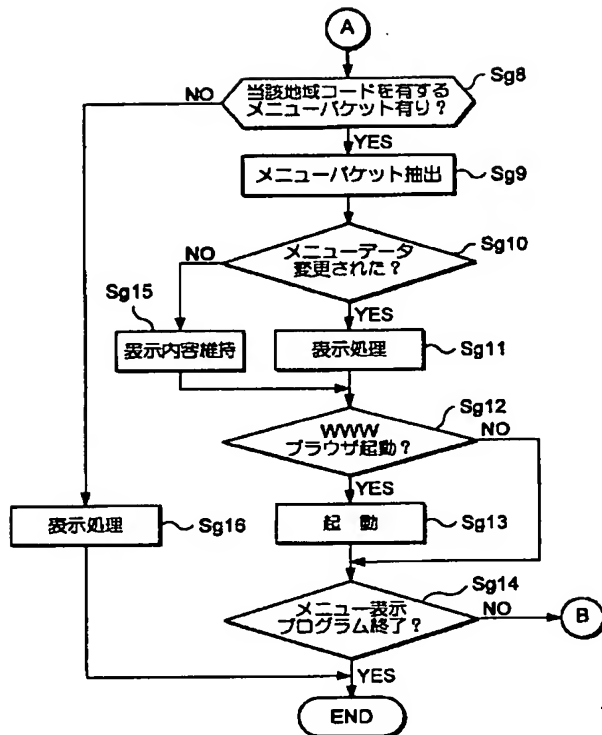 A
Sg8
当該地域コードを有する
メニューパケット有り？
NO
YES
メニューパケット抽出
Sg9
メニューデータ
変更された？
Sg10
NO
YES
Sg15
表示内容維持
表示処理
Sg11
WWW
ブラウザ起動？
Sg12
NO
YES
起 動
Sg13
表示処理
Sg16
メニュー表示
プログラム終了？
Sg14
NO
B
YES
END